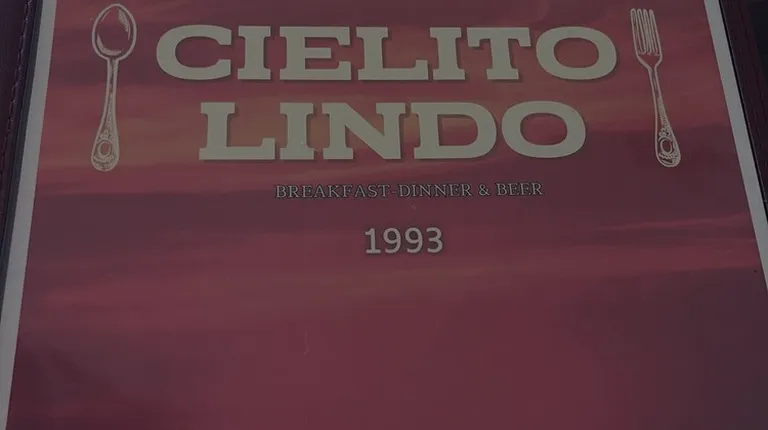 CIELITO
LINDO
BREAKFAST-DINNER & BEER
1993